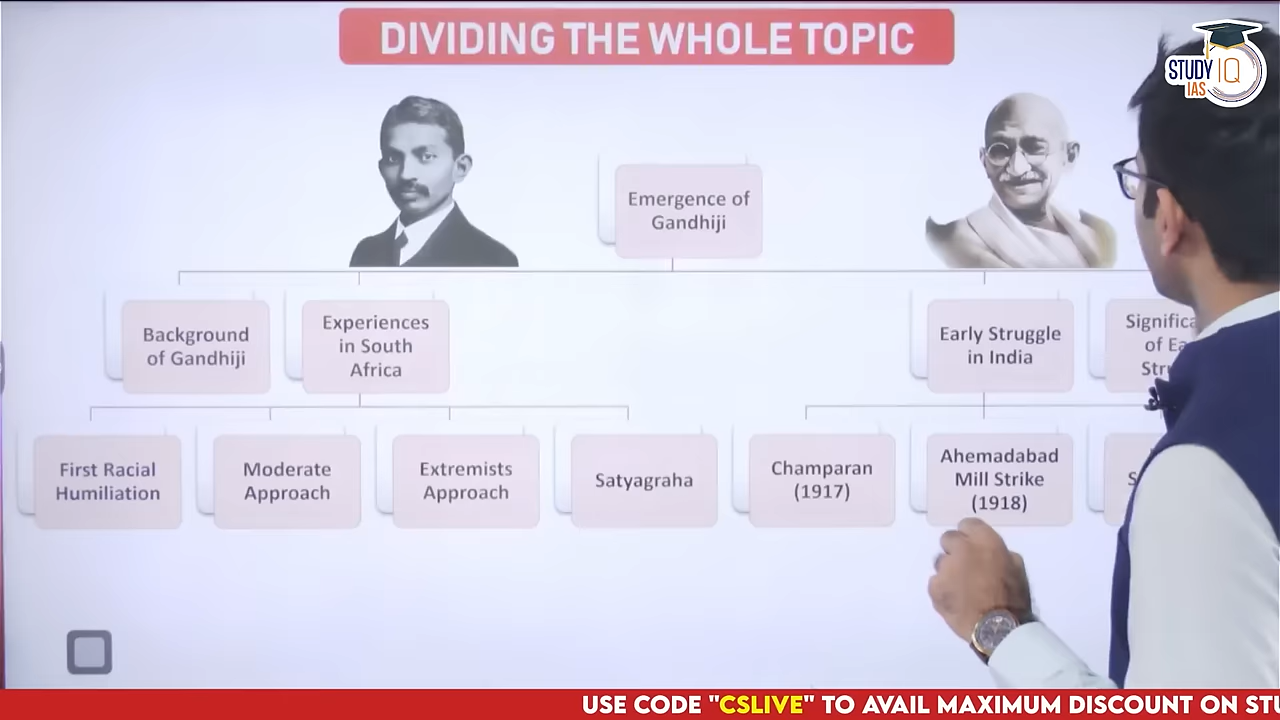 DIVIDING THE WHOLE TOPIC
STUDY IQ
IAS
Emergence of
Gandhiji
Background
of Gandhiji
Experiences
in South
Africa
Early Struggle
in India
First Racial
Humiliation
Moderate
Approach
Extremists
Approach
Satyagraha
Champaran
(1917)
Ahemadabad
Mill Strike
(1918)
USE CODE "CSLIVE" TO AVAIL MAXIMUM DISCOUNT ON